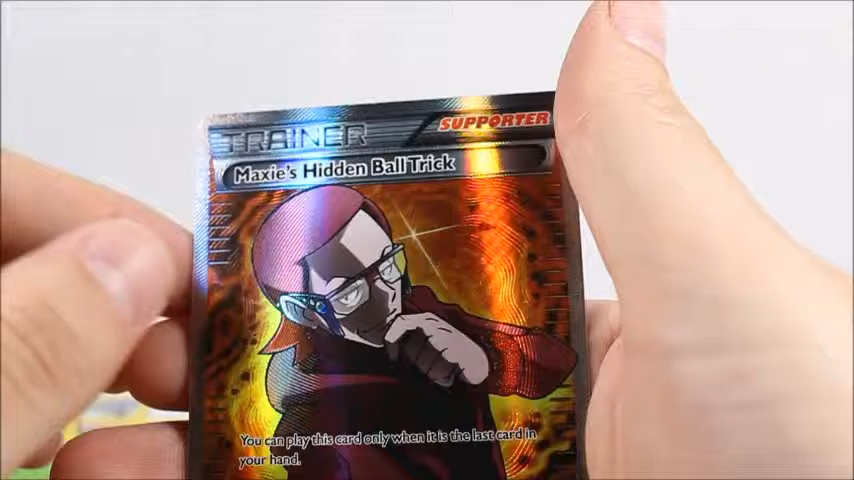 TRAINER SUPPORTER
Maxie's Hidden Ball Trick
You can play this card only when it is the last card in
your hand.